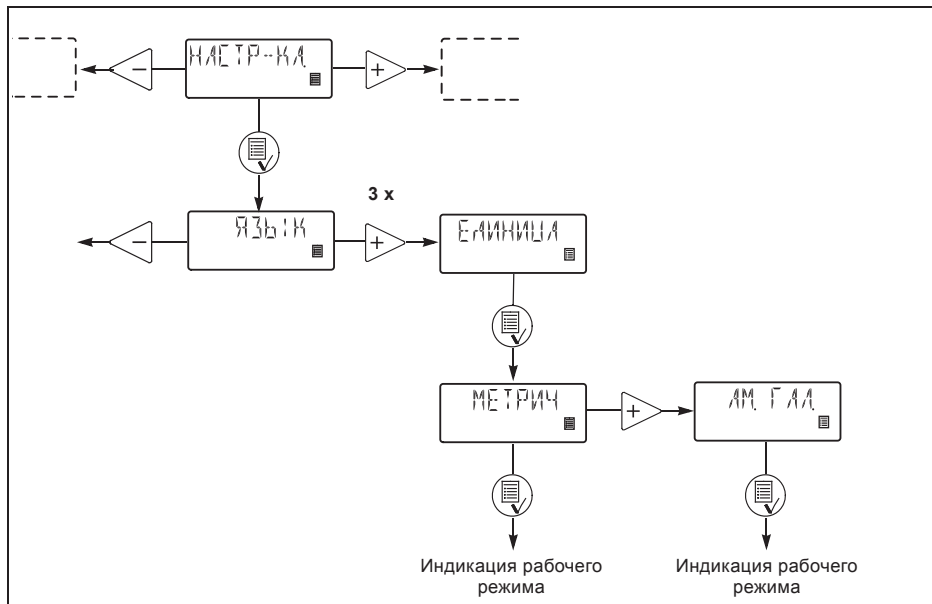 НАСТР-КА
3 x
ЯЗЫК
ЕДИНИЦА
МЕТРИЧ
АМ. ГАЛ.
Индикация рабочего
режима
Индикация рабочего
режима